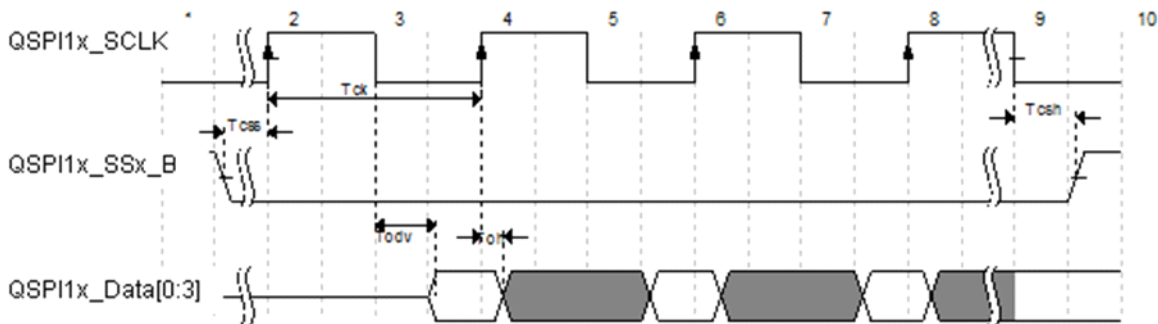 * 2 3 4 5 6 7 8 9 10
QSPI1x_SCLK
Tck
Tcss
Tcsh
QSPI1x_SSx_B
Todv
Toh
QSPI1x_Data[0:3]